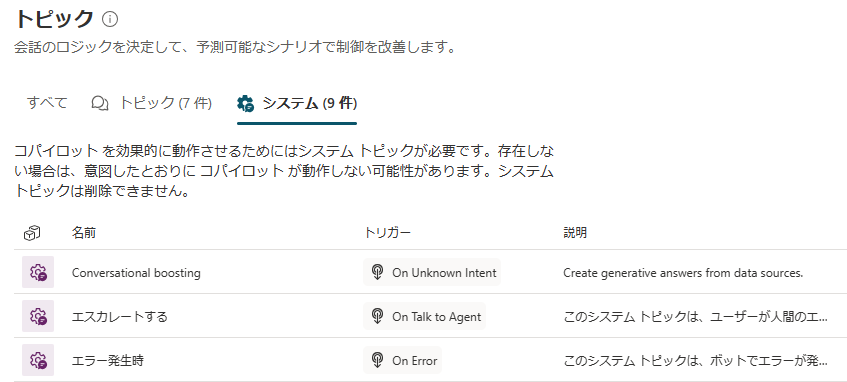 トピック
会話のロジックを決定して、予測可能なシナリオで制御を改善します。
すべて トピック (7 件) システム (9 件)
コパイロット を効果的に動作させるためにはシステム トピックが必要です。存在しな
い場合は、意図したとおりに コパイロット が動作しない可能性があります。システム
トピックは削除できません。
名前 トリガー 説明
Conversational boosting On Unknown Intent Create generative answers from data sources.
エスカレートする On Talk to Agent このシステム トピックは、ユーザーが人間のエ...
エラー発生時 On Error このシステム トピックは、ボットでエラーが発...